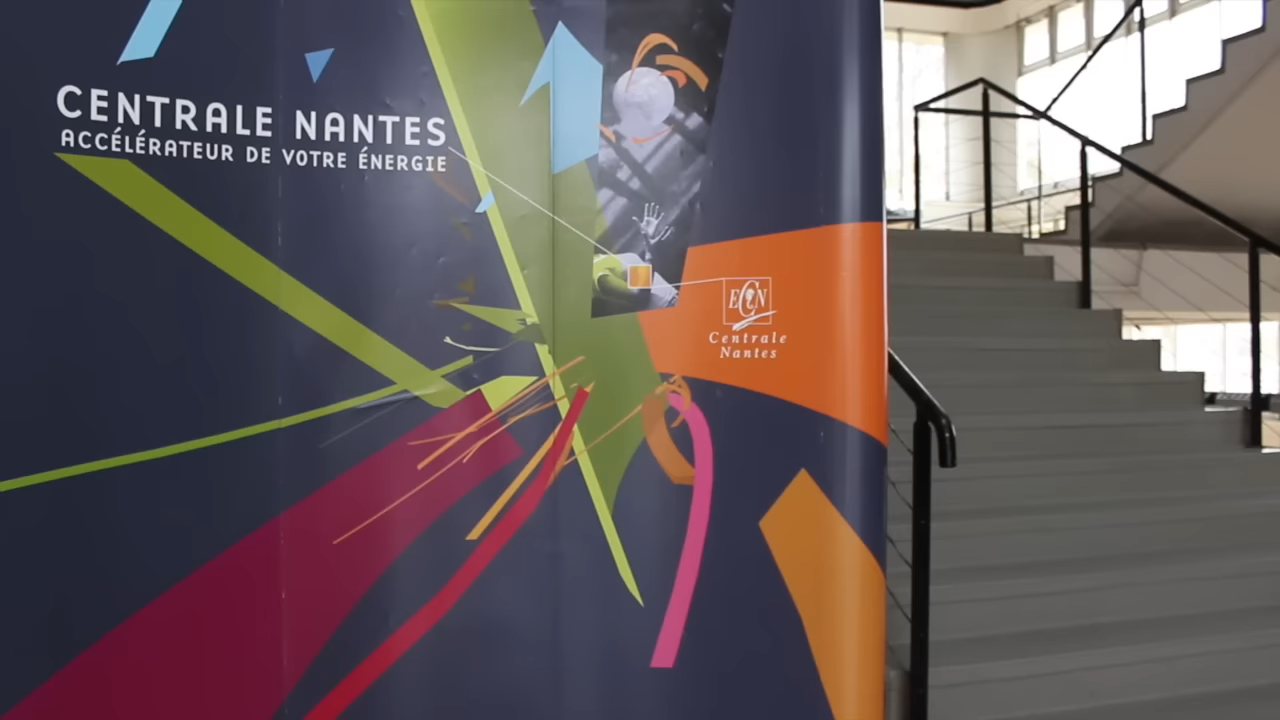 CENTRALE NANTES
ACCÉLÉRATEUR DE VOTRE ÉNERGIE
ECN
Centrale
Nantes